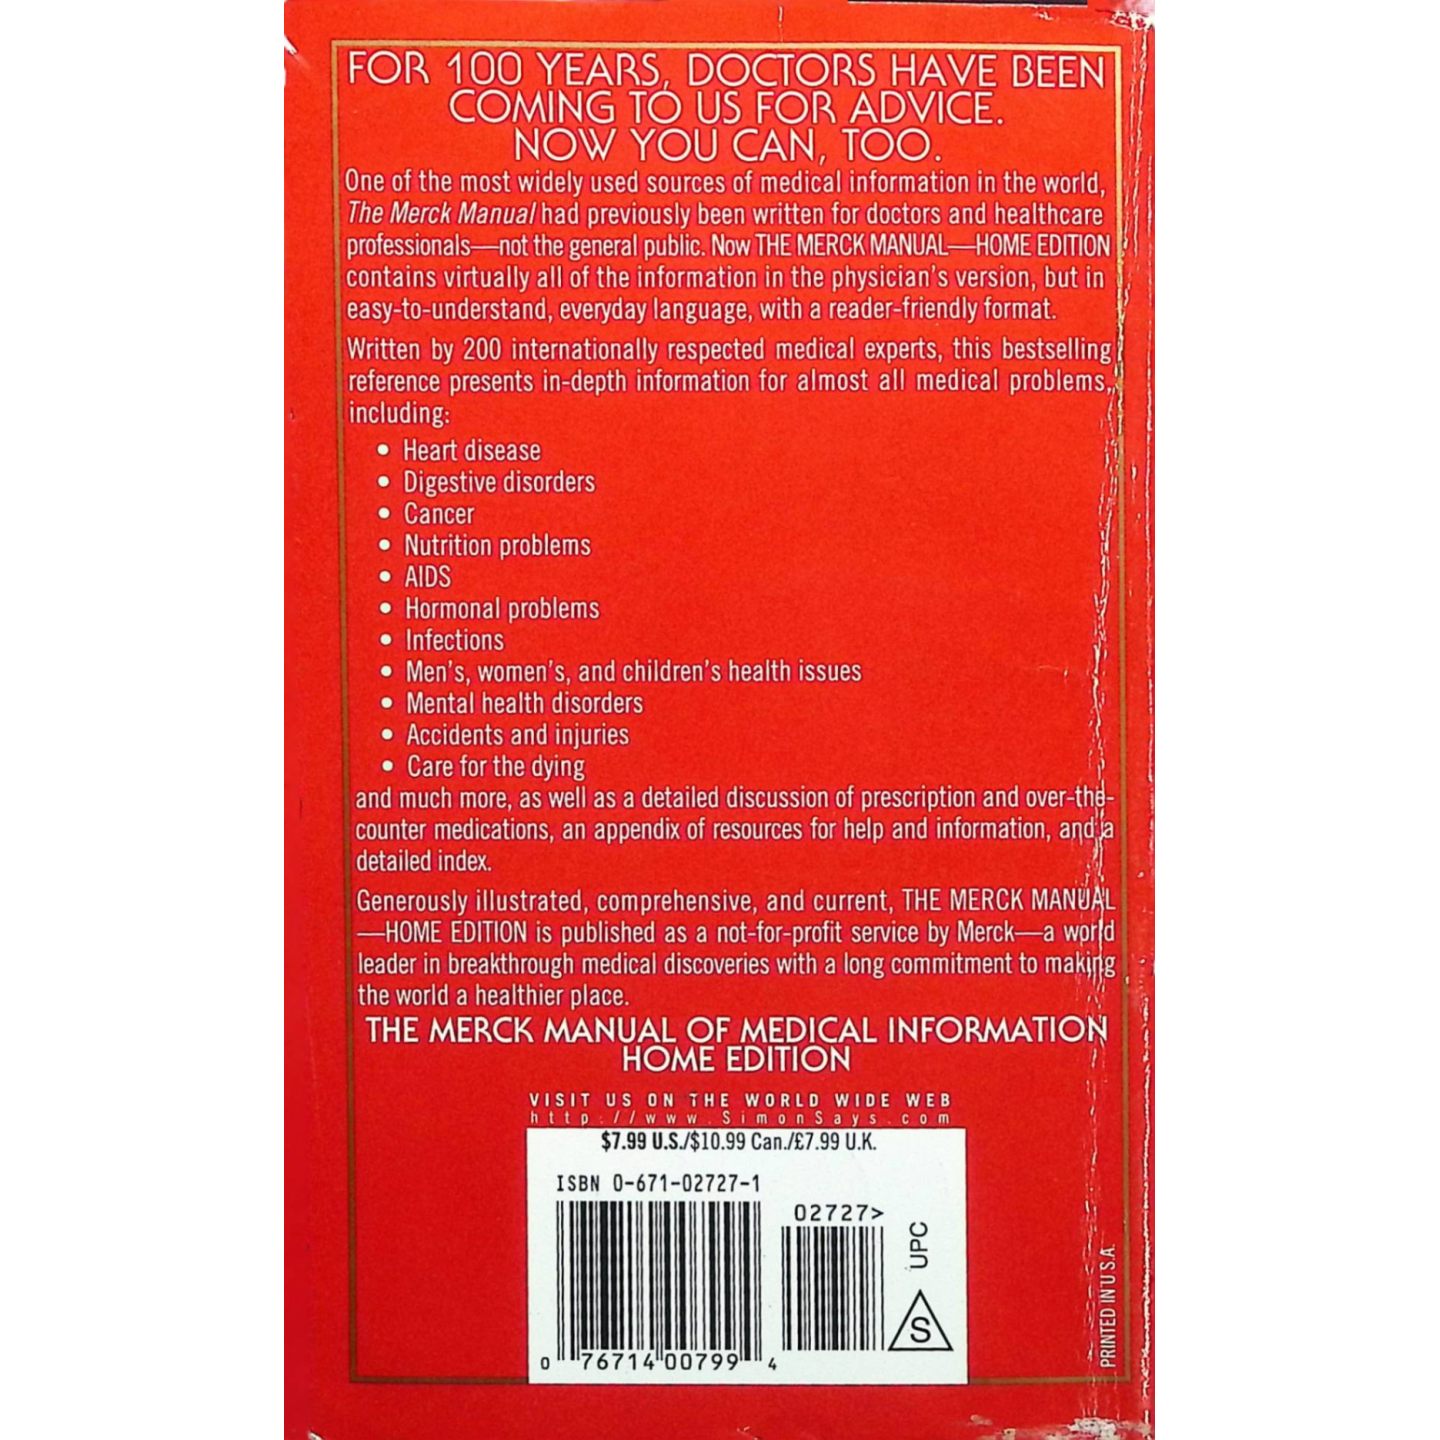 FOR 100 YEARS, DOCTORS HAVE BEEN
COMING TO US FOR ADVICE.
NOW YOU CAN, TOO.
One of the most widely used sources of medical information in the world,
The Merck Manual had previously been written for doctors and healthcare
professionals—not the general public. Now THE MERCK MANUAL—HOME EDITION
contains virtually all of the information in the physician's version, but in
easy-to-understand, everyday language, with a reader-friendly format.
Written by 200 internationally respected medical experts, this bestselling
reference presents in-depth information for almost all medical problems,
including:
• Heart disease
• Digestive disorders
• Cancer
• Nutrition problems
• AIDS
• Hormonal problems
• Infections
• Men's, women's, and children's health issues
• Mental health disorders
• Accidents and injuries
• Care for the dying
and much more, as well as a detailed discussion of prescription and over-the-
counter medications, an appendix of resources for help and information, and a
detailed index.
Generously illustrated, comprehensive, and current, THE MERCK MANUAL
—HOME EDITION is published as a not-for-profit service by Merck—a world
leader in breakthrough medical discoveries with a long commitment to making
the world a healthier place.
THE MERCK MANUAL OF MEDICAL INFORMATION
HOME EDITION
VISIT US ON THE WORLD WIDE WEB
http://www.SimonSays.com
$7.99 U.S./$10.99 Can./£7.99 U.K.
ISBN 0-671-02727-1
02727>
UPC
S
0 76714 00799 4
PRINTED IN U.S.A.